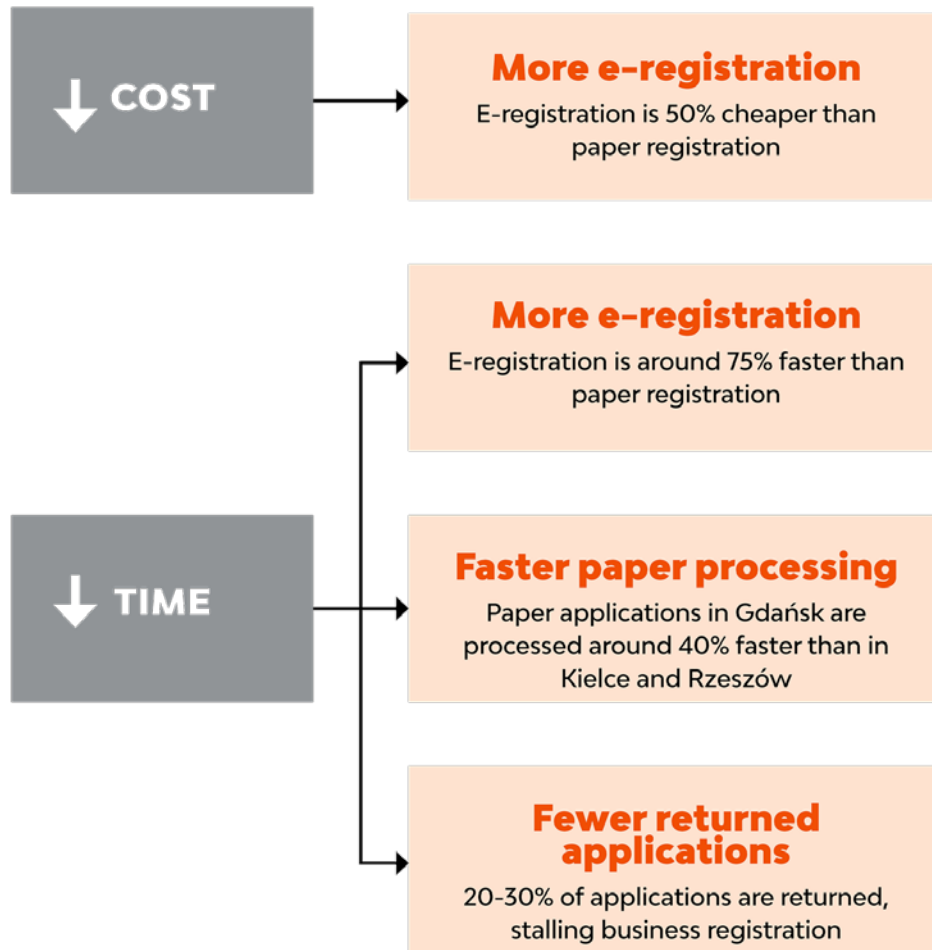 COST
More e-registration
E-registration is 50% cheaper than
paper registration
More e-registration
E-registration is around 75% faster than
paper registration
TIME
Faster paper processing
Paper applications in Gdańsk are
processed around 40% faster than in
Kielce and Rzeszów
Fewer returned
applications
20-30% of applications are returned,
stalling business registration